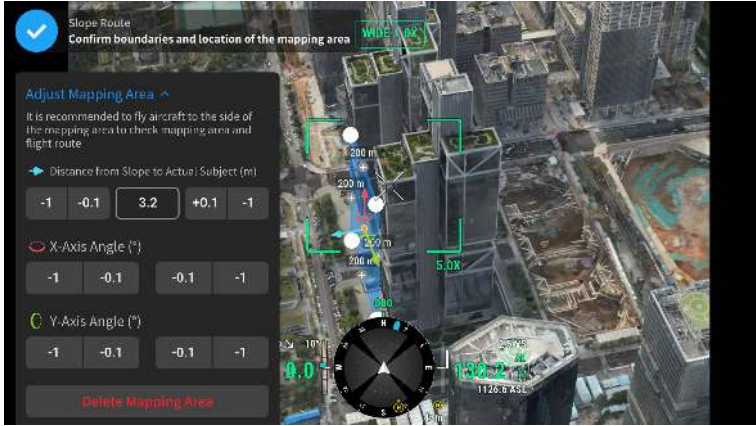 Slope Route
Confirm boundaries and location of the mapping area
WIDE 1.0X
Adjust Mapping Area
It is recommended to fly aircraft to the side of
the mapping area to check mapping area and
flight route
Distance from Slope to Actual Subject (m)
-1 -0.1 3.2 +0.1 -1
X-Axis Angle (°)
-1 -0.1 -0.1 -1
Y-Axis Angle (°)
-1 -0.1 -0.1 -1
Delete Mapping Area
200 m
200 m
200 m
200 m
5.0X
000
10°
0.0
N
W
E
S
138.2
1126.6 ASL